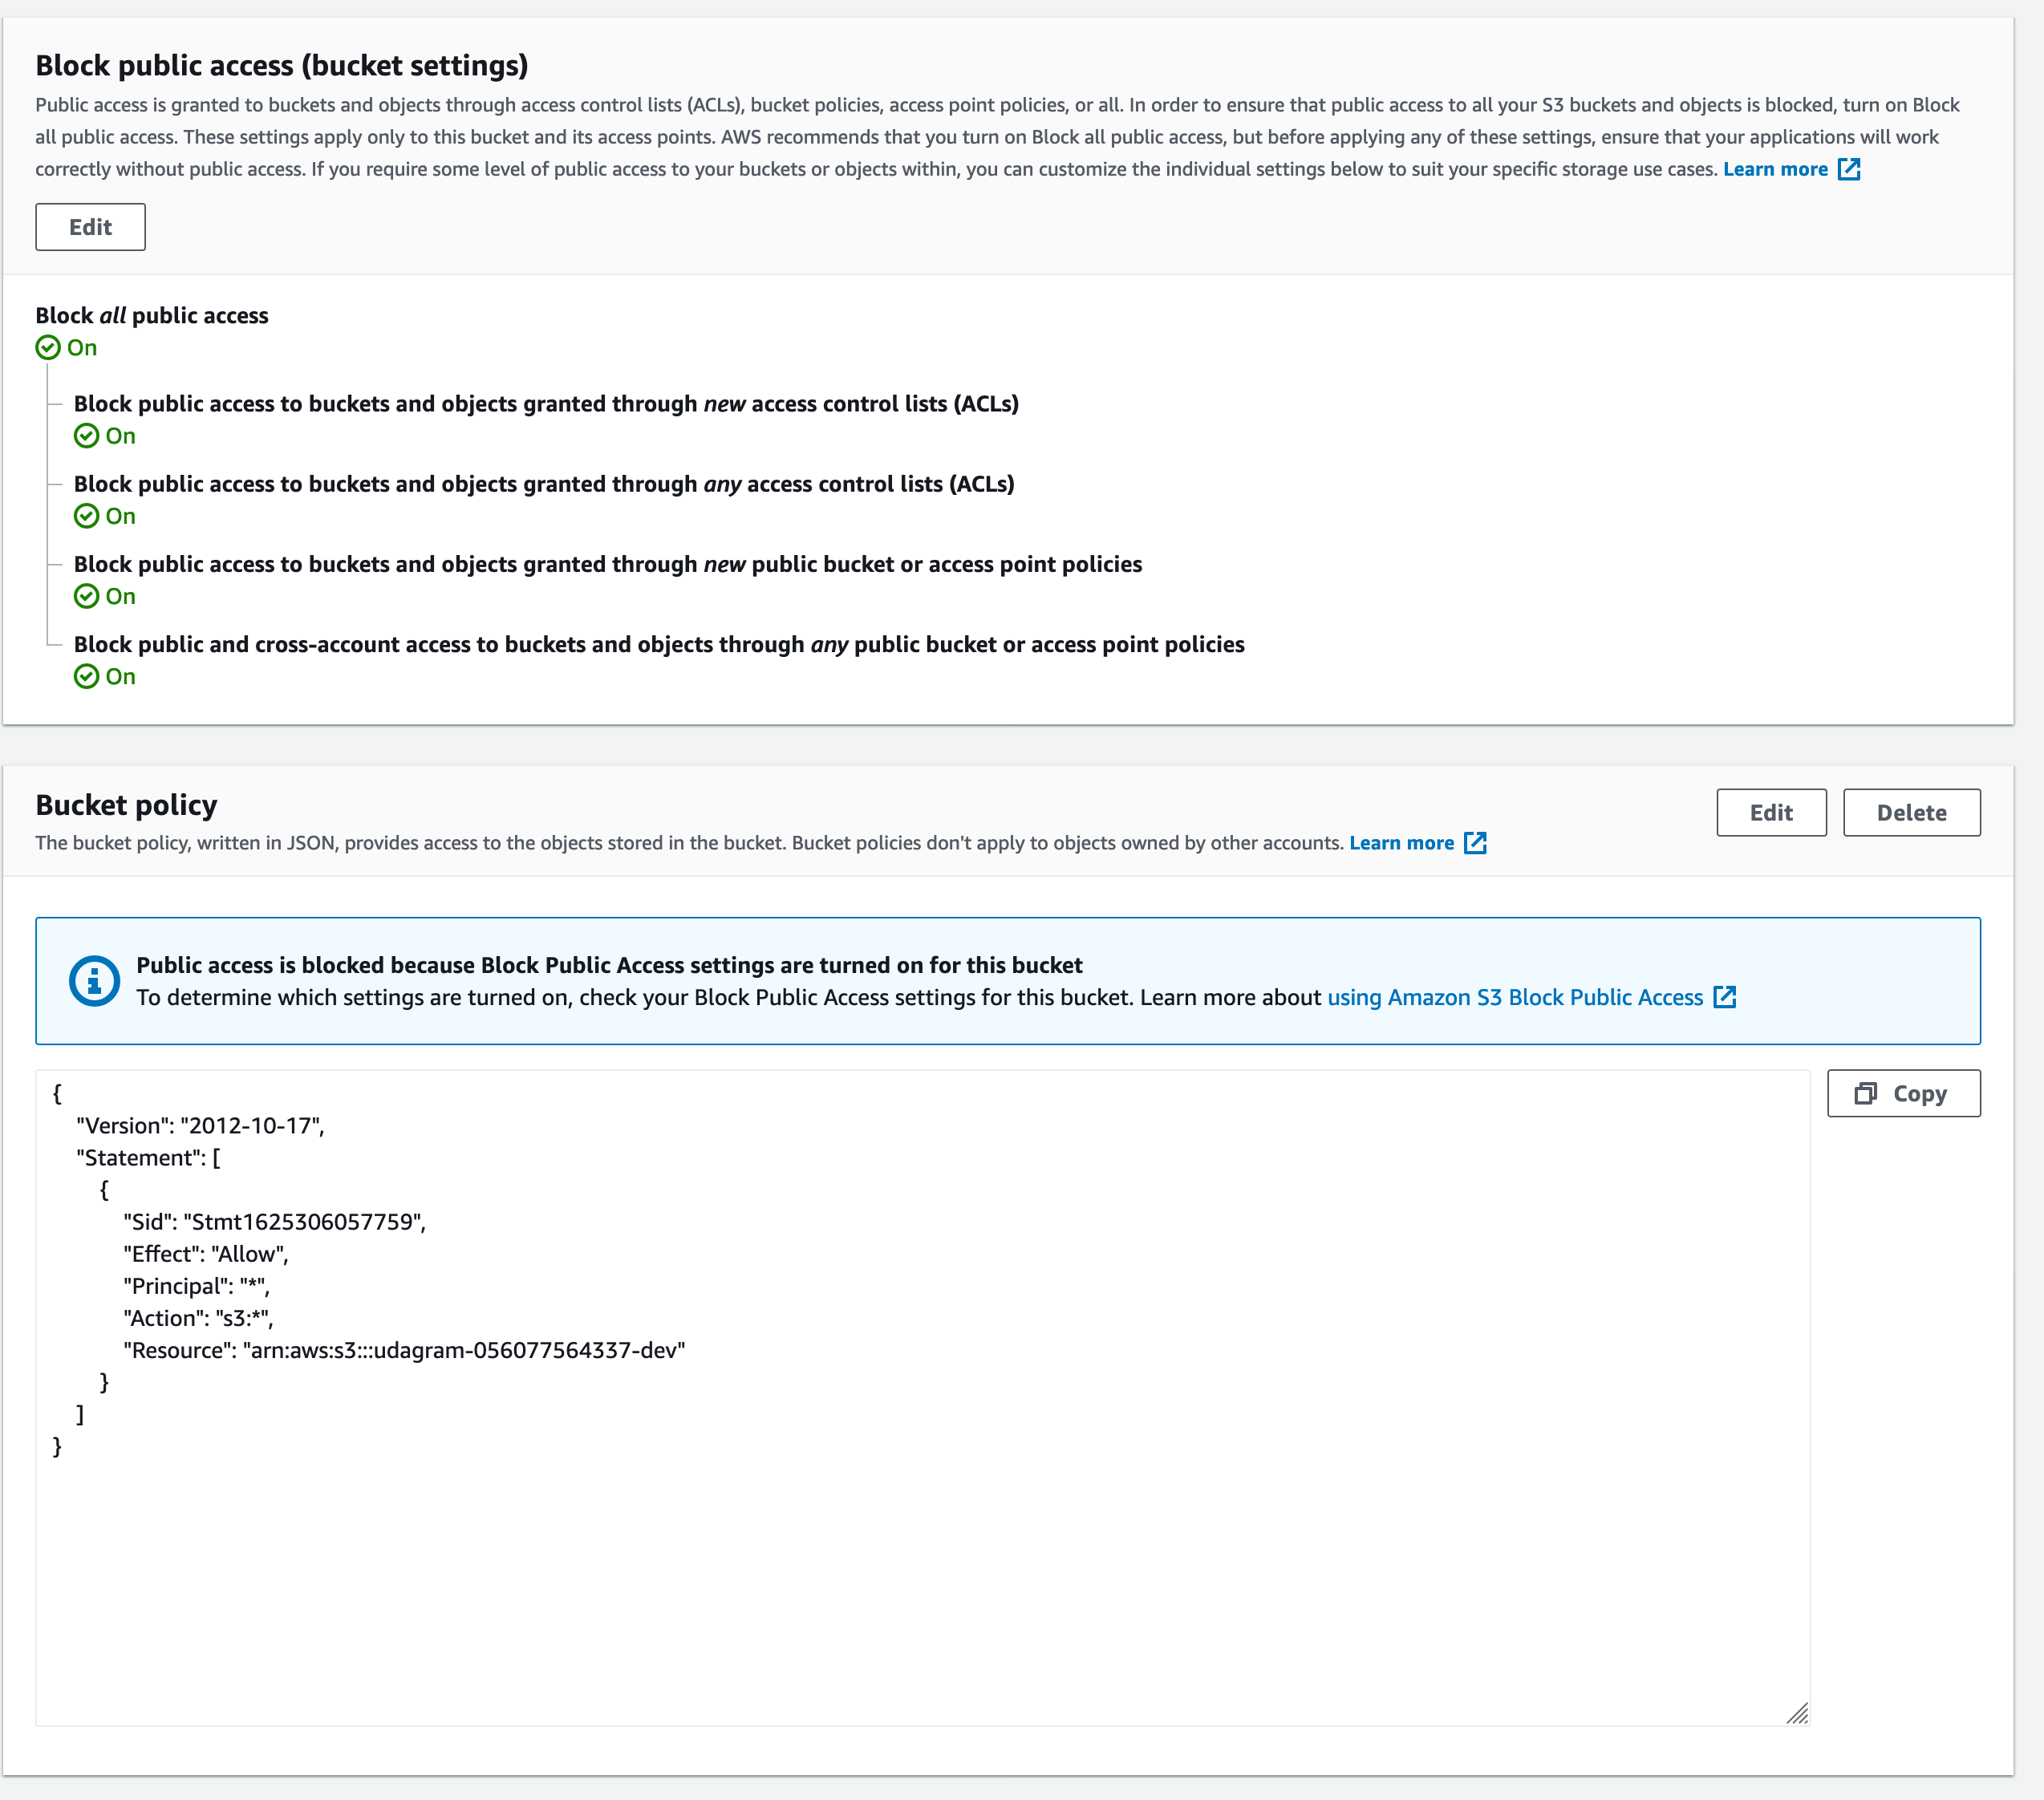 Block public access (bucket settings)
Public access is granted to buckets and objects through access control lists (ACLs), bucket policies, access point policies, or all. In order to ensure that public access to all your S3 buckets and objects is blocked, turn on Block
all public access. These settings apply only to this bucket and its access points. AWS recommends that you turn on Block all public access, but before applying any of these settings, ensure that your applications will work
correctly without public access. If you require some level of public access to your buckets or objects within, you can customize the individual settings below to suit your specific storage use cases. Learn more
Edit
Block all public access
On
Block public access to buckets and objects granted through new access control lists (ACLs)
On
Block public access to buckets and objects granted through any access control lists (ACLs)
On
Block public access to buckets and objects granted through new public bucket or access point policies
On
Block public and cross-account access to buckets and objects through any public bucket or access point policies
On
Bucket policy
Edit
Delete
The bucket policy, written in JSON, provides access to the objects stored in the bucket. Bucket policies don't apply to objects owned by other accounts. Learn more
Public access is blocked because Block Public Access settings are turned on for this bucket
To determine which settings are turned on, check your Block Public Access settings for this bucket. Learn more about using Amazon S3 Block Public Access
Copy
{
"Version": "2012-10-17",
"Statement": [
{
"Sid": "Stmt1625306057759",
"Effect": "Allow",
"Principal": "*",
"Action": "s3:*",
"Resource": "arn:aws:s3:::udagram-056077564337-dev"
}
]
}